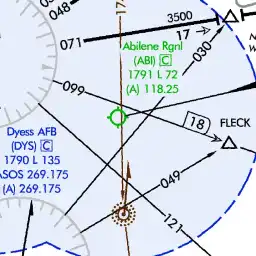 048
17
3500
071
17
030
Abilene Rgnl
(ABI) C
1791 L 72
(A) 118.25
099
18
FLECK
Dyess AFB
(DYS) C
1790 L 135
ASOS 269.175
(A) 269.175
049
121